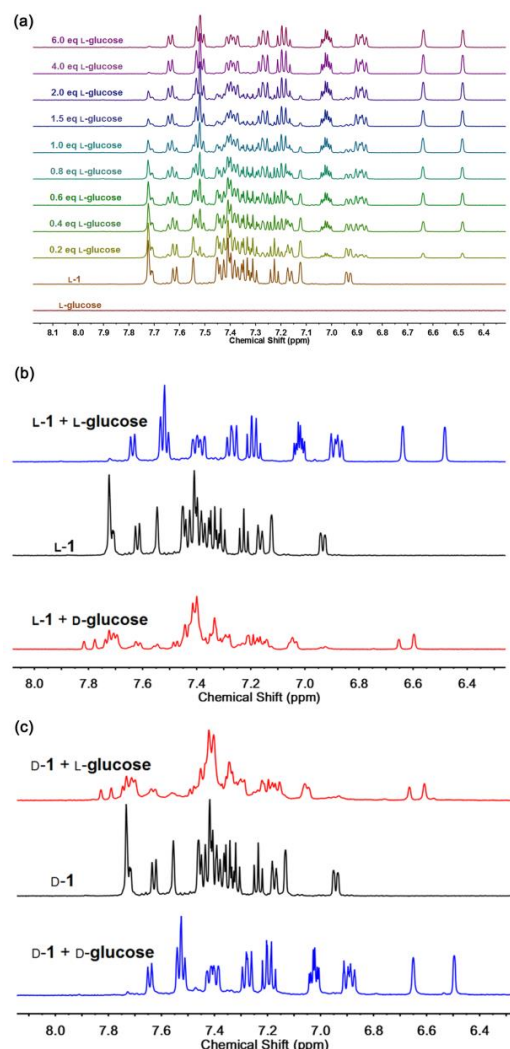 (a)
6.0 eq L-glucose
4.0 eq L-glucose
2.0 eq L-glucose
1.5 eq L-glucose
1.0 eq L-glucose
0.8 eq L-glucose
0.6 eq L-glucose
0.4 eq L-glucose
0.2 eq L-glucose
L-1
L-glucose
8.0 7.9 7.8 7.7 7.6 7.5 7.4 7.3 7.2 7.1 7.0 6.9 6.8 6.7 6.6 6.5 6.4
Chemical Shift (ppm)
(b)
L-1 + L-glucose
L-1
L-1 + D-glucose
8.0 7.8 7.6 7.4 7.2 7.0 6.8 6.6 6.4
Chemical Shift (ppm)
(c)
D-1 + L-glucose
D-1
D-1 + D-glucose
8.0 7.8 7.6 7.4 7.2 7.0 6.8 6.6 6.4
Chemical Shift (ppm)